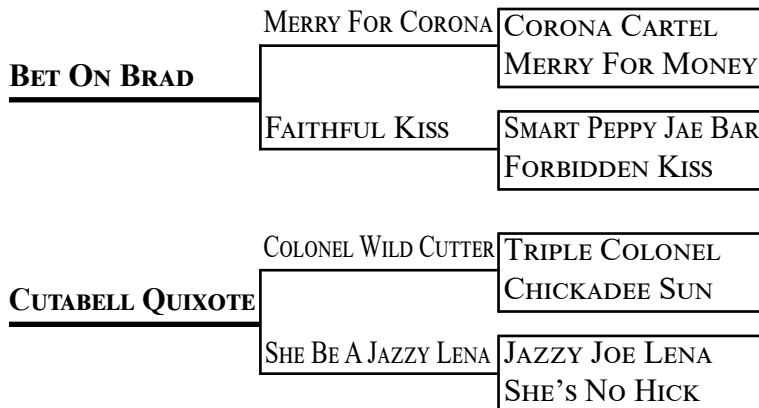 Merry For Corona
Corona Cartel
Merry For Money
Bet On Brad
Faithful Kiss
Smart Peppy Jae Bar
Forbidden Kiss
Colonel Wild Cutter
Triple Colonel
Chickadee Sun
Cutabell Quixote
She Be A Jazzy Lena
Jazzy Joe Lena
She's No Hick